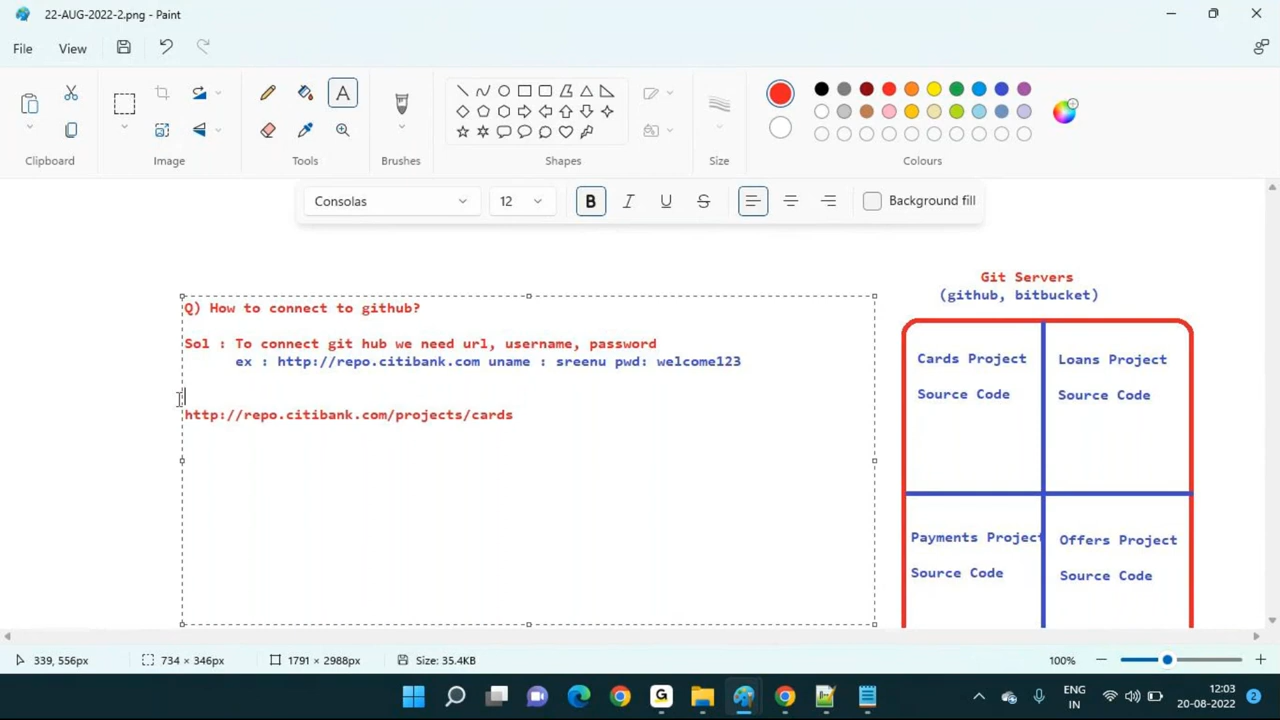 22-AUG-2022-2.png - Paint
File View
Consolas 12 B I U S Background fill
Clipboard Image Tools Brushes Shapes Size Colours
Q) How to connect to github?
Sol : To connect git hub we need url, username, password
ex : http://repo.citibank.com uname : sreenu pwd: welcome123
http://repo.citibank.com/projects/cards
Git Servers
(github, bitbucket)
Cards Project
Source Code
Loans Project
Source Code
Payments Project
Source Code
Offers Project
Source Code
339, 556px 734 × 346px 1791 × 2988px Size: 35.4KB 100%
ENG
IN
12:03
20-08-2022
2